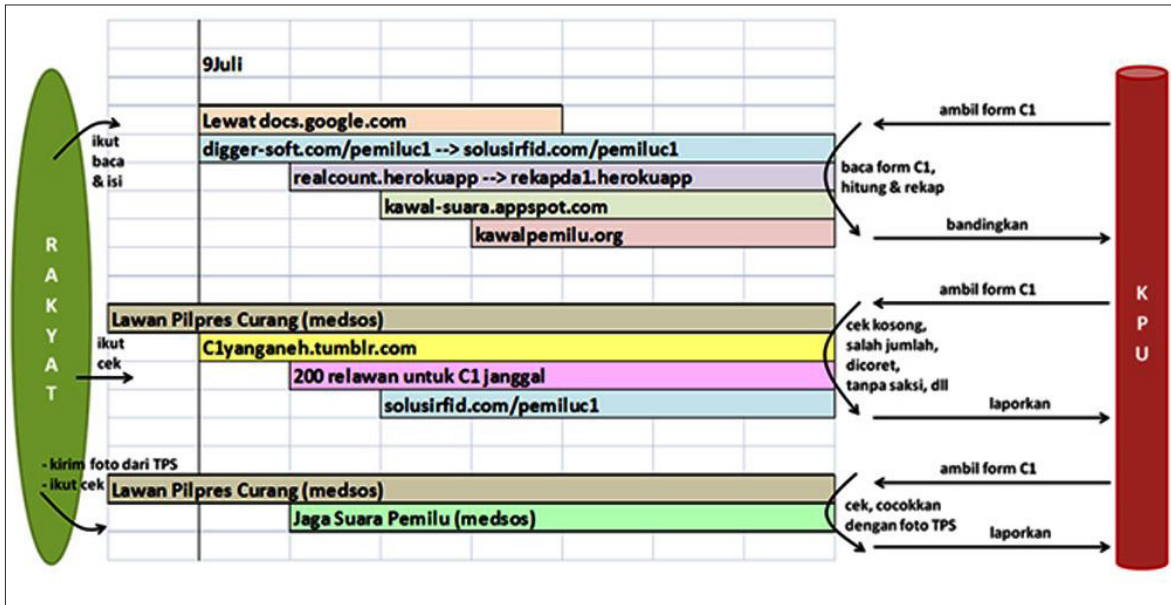 9Juli
RAKYAT
ikut
baca
& isi
Lewat docs.google.com
digger-soft.com/pemiluc1 --> solusirfid.com/pemiluc1
realcount.herokuapp --> rekapda1.herokuapp
kawal-suara.appspot.com
kawalpemilu.org
ambil form C1
baca form C1,
hitung & rekap
bandingkan
KPU
ikut
cek
Lawan Pilpres Curang (medsos)
C1yanganeh.tumblr.com
200 relawan untuk C1 janggal
solusirfid.com/pemiluc1
ambil form C1
cek kosong,
salah jumlah,
dicoret,
tanpa saksi, dll
laporkan
- kirim foto dari TPS
- ikut cek
Lawan Pilpres Curang (medsos)
Jaga Suara Pemilu (medsos)
ambil form C1
cek, cocokkan
dengan foto TPS
laporkan